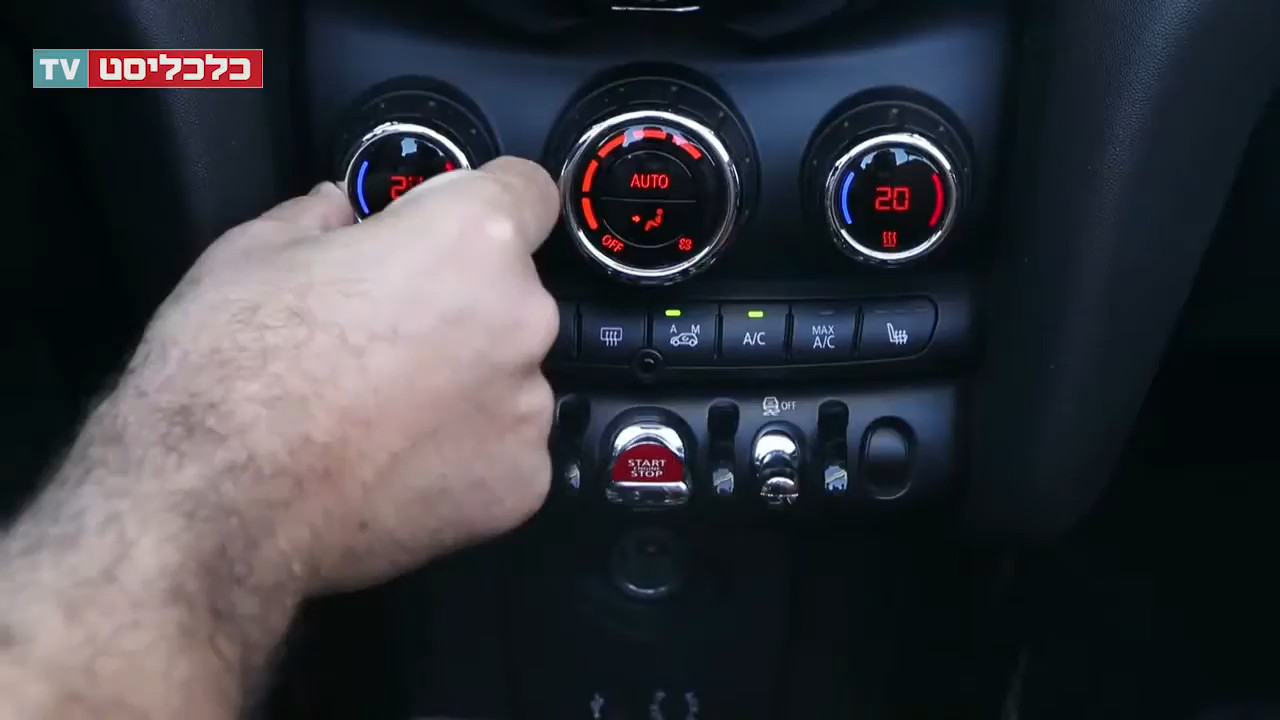 TV כלכליסט
AUTO
OFF
20
A M
A/C
MAX
A/C
OFF
START
ENGINE
STOP